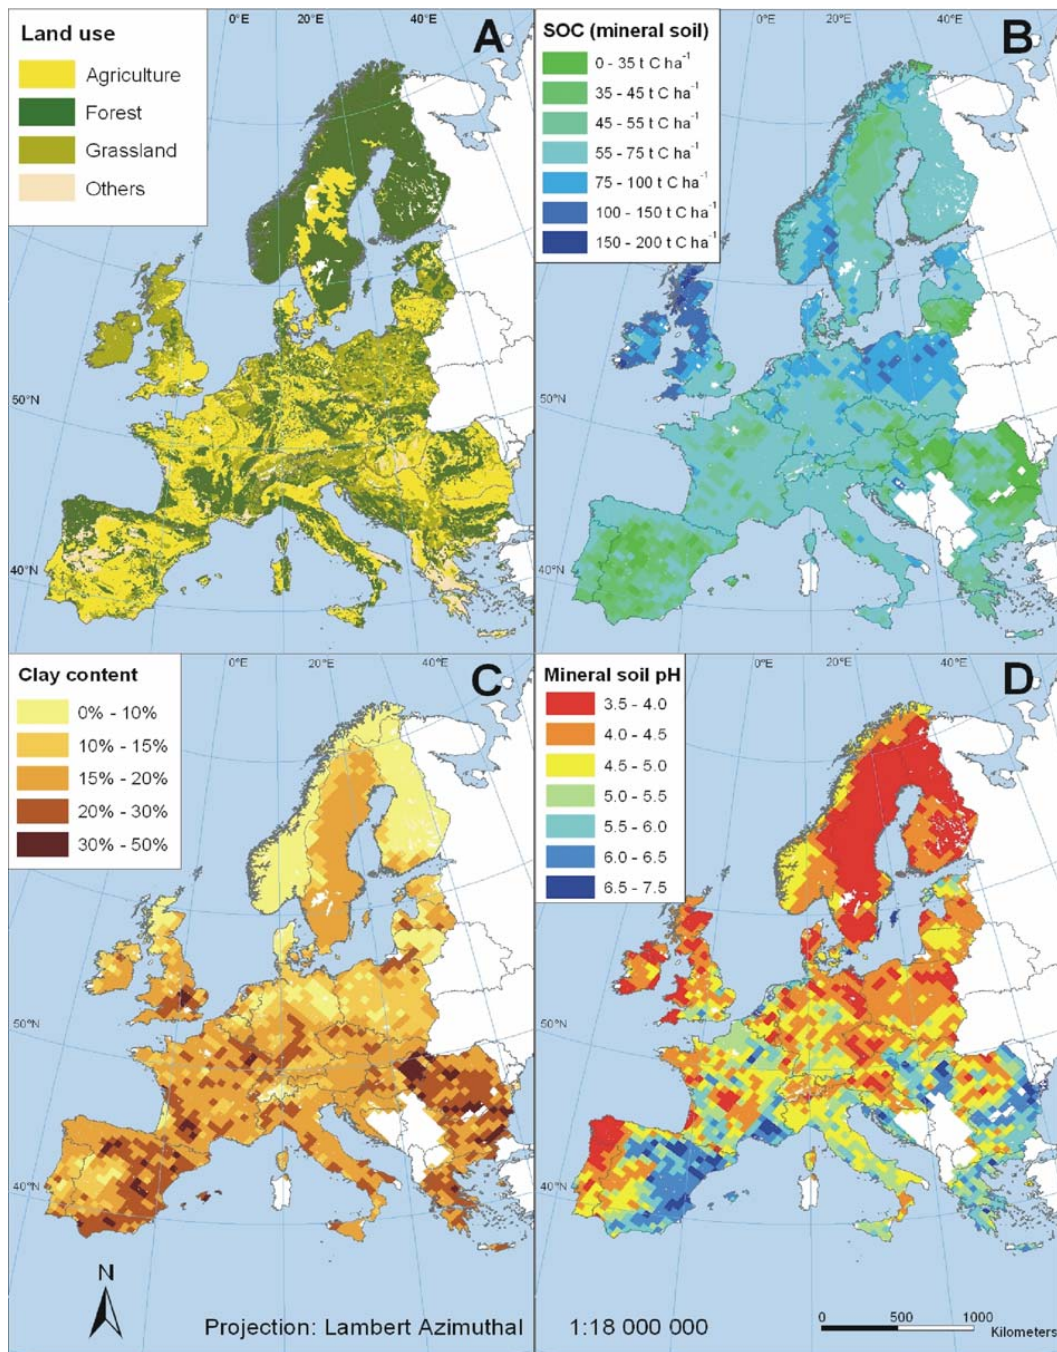 0°E 20°E 40°E
Land use
Agriculture
Forest
Grassland
Others
A
50°N
40°N
0°E 20°E 40°E
SOC (mineral soil)
0 - 35 t C ha⁻¹
35 - 45 t C ha⁻¹
45 - 55 t C ha⁻¹
55 - 75 t C ha⁻¹
75 - 100 t C ha⁻¹
100 - 150 t C ha⁻¹
150 - 200 t C ha⁻¹
B
50°N
40°N
0°E 20°E 40°E
Clay content
0% - 10%
10% - 15%
15% - 20%
20% - 30%
30% - 50%
C
50°N
40°N
N
Projection: Lambert Azimuthal
0°E 20°E 40°E
Mineral soil pH
3.5 - 4.0
4.0 - 4.5
4.5 - 5.0
5.0 - 5.5
5.5 - 6.0
6.0 - 6.5
6.5 - 7.5
D
50°N
40°N
1:18 000 000
0 500 1000
Kilometers